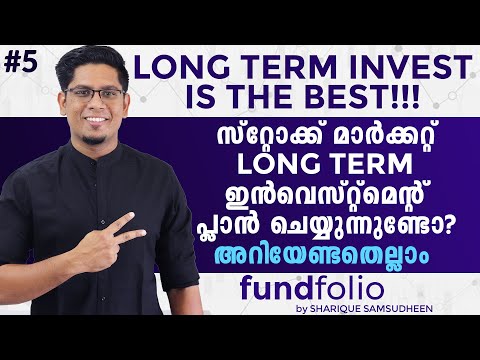 #5
LONG TERM INVEST
IS THE BEST!!!
സ്റ്റോക്ക് മാർക്കറ്റ്
LONG TERM
ഇൻവെസ്റ്റ്മെന്റ്
പ്ലാൻ ചെയ്യുന്നുണ്ടോ?
അറിയേണ്ടതെല്ലാം
fundfolio
by SHARIQUE SAMSUDHEEN